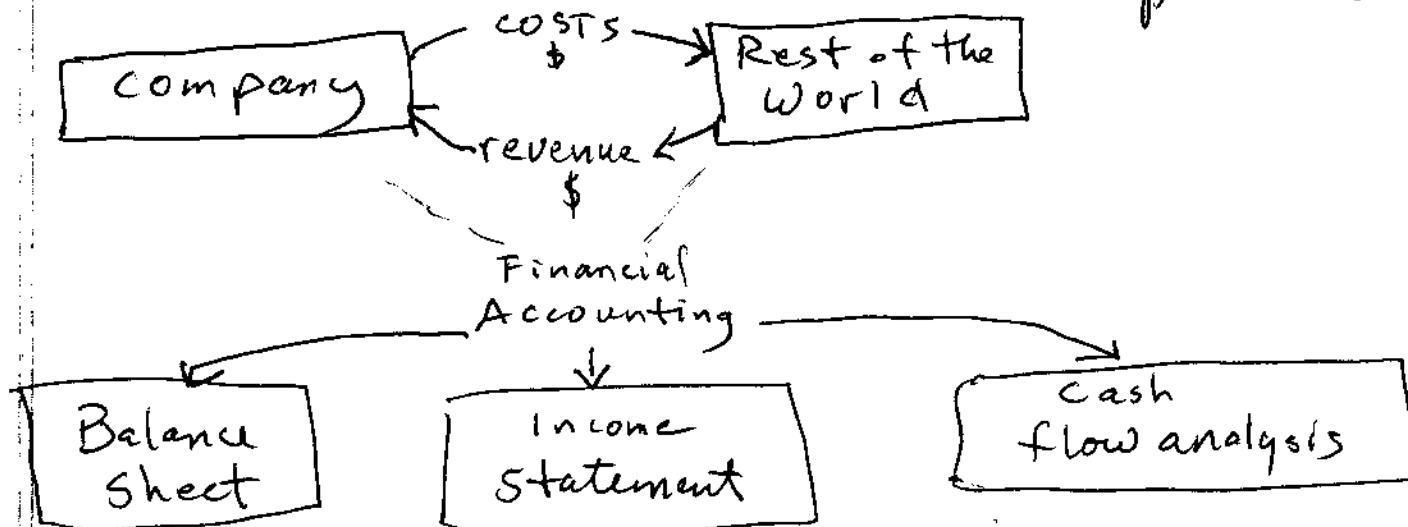 costs
$
Company
Rest of the
World
revenue
$
Financial
Accounting
Balance
Sheet
Income
Statement
Cash
flow analysis